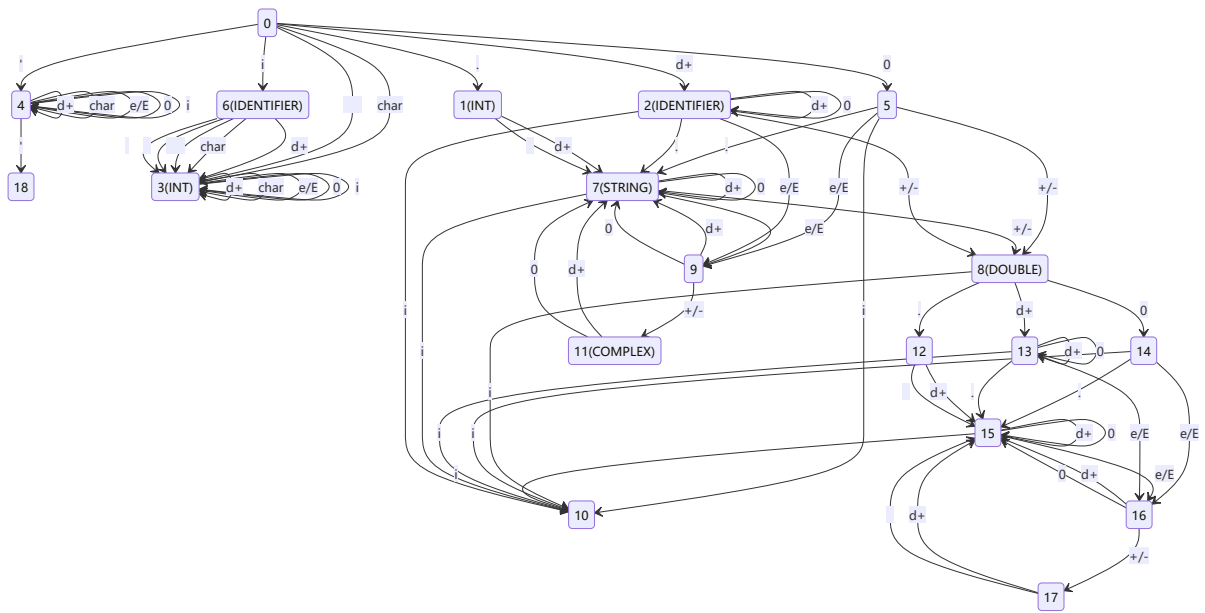 0
' i . d+ 0
char
4 d+ char e/E 0 i
6(IDENTIFIER)
1(INT)
2(IDENTIFIER) d+ 0
5
' char d+ d+ . . 
18
3(INT) d+ char e/E 0 i
7(STRING) d+ 0
e/E e/E +/- +/-
0 d+ e/E +/-
0 d+ 9
8(DOUBLE)
i +/- i . d+ 0
i 11(COMPLEX)
12
13 d+ 0
14
i d+ . .
i i 15 d+ 0 e/E e/E
i 0 d+ e/E
10
d+ 16
+/-
17